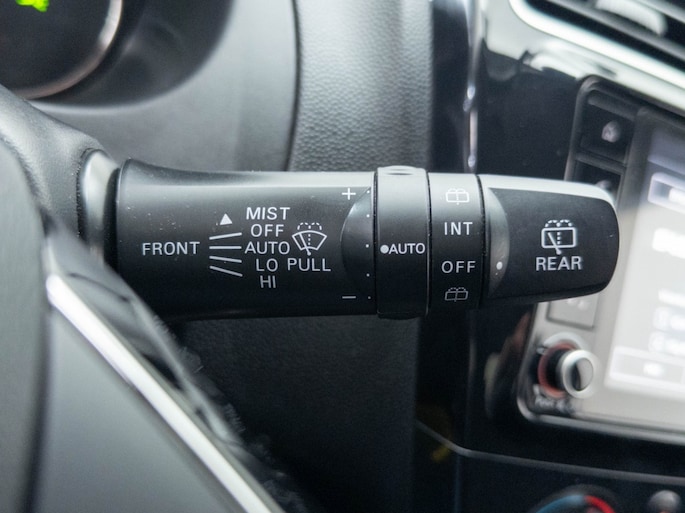 FRONT
MIST
OFF
AUTO
LO PULL
HI
+
−
AUTO
INT
OFF
REAR